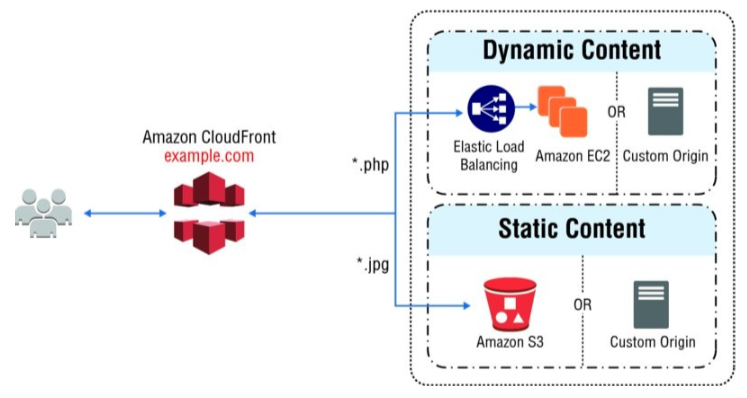 Amazon CloudFront
example.com
*.php
*.jpg
Dynamic Content
Elastic Load
Balancing
Amazon EC2
OR
Custom Origin
Static Content
Amazon S3
OR
Custom Origin